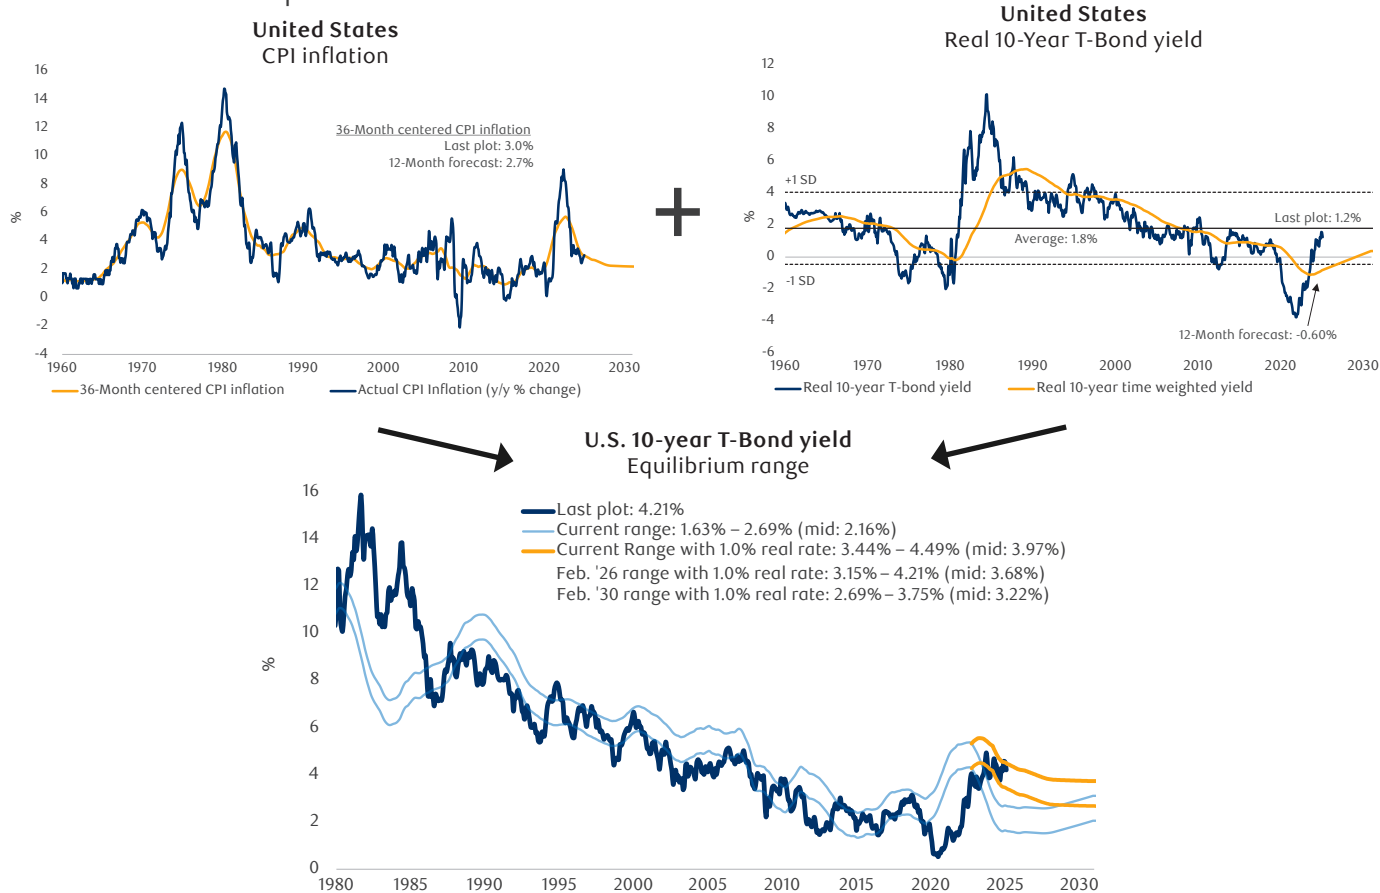 United States
CPI inflation
16
14
12
10
8
6
4
2
0
-2
-4
%
36-Month centered CPI inflation
Last plot: 3.0%
12-Month forecast: 2.7%
1960 1970 1980 1990 2000 2010 2020 2030
36-Month centered CPI inflation Actual CPI Inflation (y/y % change)
+
United States
Real 10-Year T-Bond yield
12
10
8
6
4
2
0
-2
-4
-6
%
+1 SD
Last plot: 1.2%
Average: 1.8%
-1 SD
12-Month forecast: -0.60%
1960 1970 1980 1990 2000 2010 2020 2030
Real 10-year T-bond yield Real 10-year time weighted yield
U.S. 10-year T-Bond yield
Equilibrium range
16
14
12
10
8
6
4
2
0
%
Last plot: 4.21%
Current range: 1.63% – 2.69% (mid: 2.16%)
Current Range with 1.0% real rate: 3.44% – 4.49% (mid: 3.97%)
Feb. '26 range with 1.0% real rate: 3.15% – 4.21% (mid: 3.68%)
Feb. '30 range with 1.0% real rate: 2.69% – 3.75% (mid: 3.22%)
1980 1985 1990 1995 2000 2005 2010 2015 2020 2025 2030